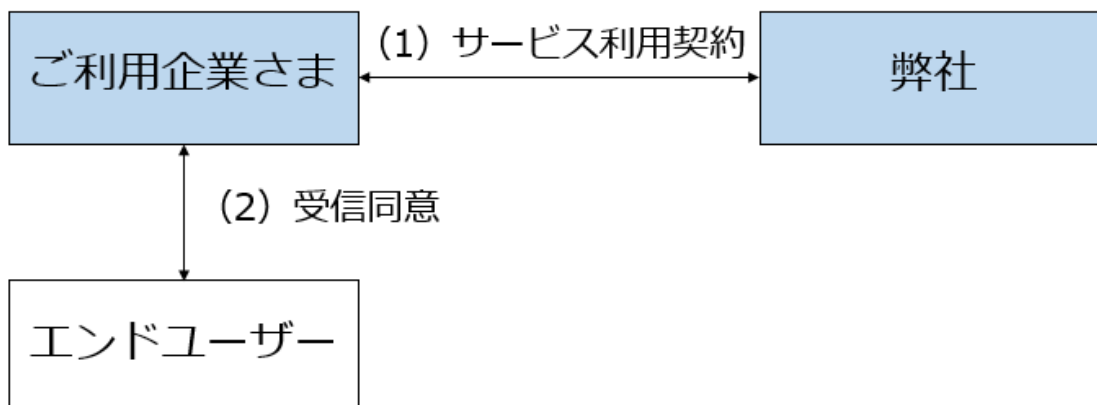 (1) サービス利用契約
ご利用企業さま
弊社
(2) 受信同意
エンドユーザー